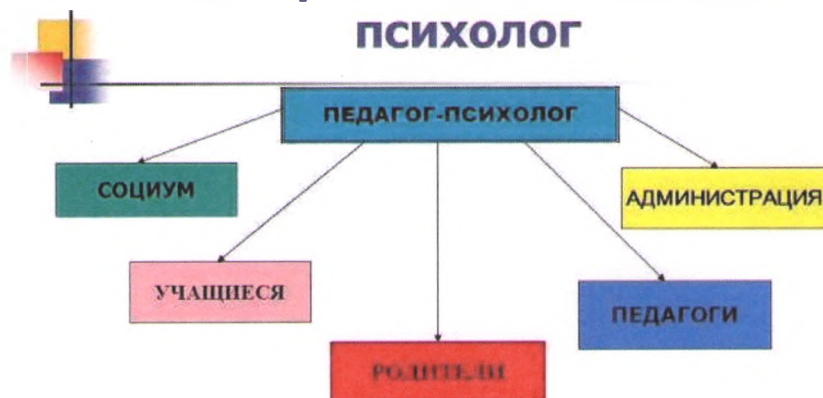 ПСИХОЛОГ
ПЕДАГОГ-ПСИХОЛОГ
СОЦИУМ
АДМИНИСТРАЦИЯ
УЧАЩИЕСЯ
ПЕДАГОГИ
РОДИТЕЛИ